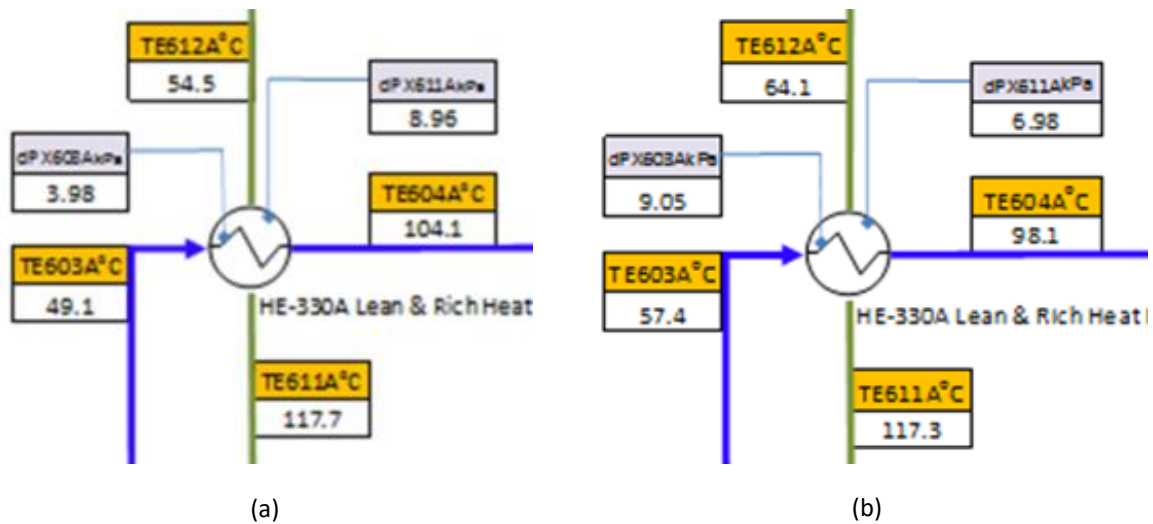 TE612A°C
54.5
dPX611AkPa
8.96
dPX603AkPa
3.98
TE604A°C
104.1
TE603A°C
49.1
HE-330A Lean & Rich Heat
TE611A°C
117.7
(a)
TE612A°C
64.1
dPX611AkPa
6.98
dPX603AkPa
9.05
TE604A°C
98.1
TE603A°C
57.4
HE-330A Lean & Rich Heat
TE611A°C
117.3
(b)